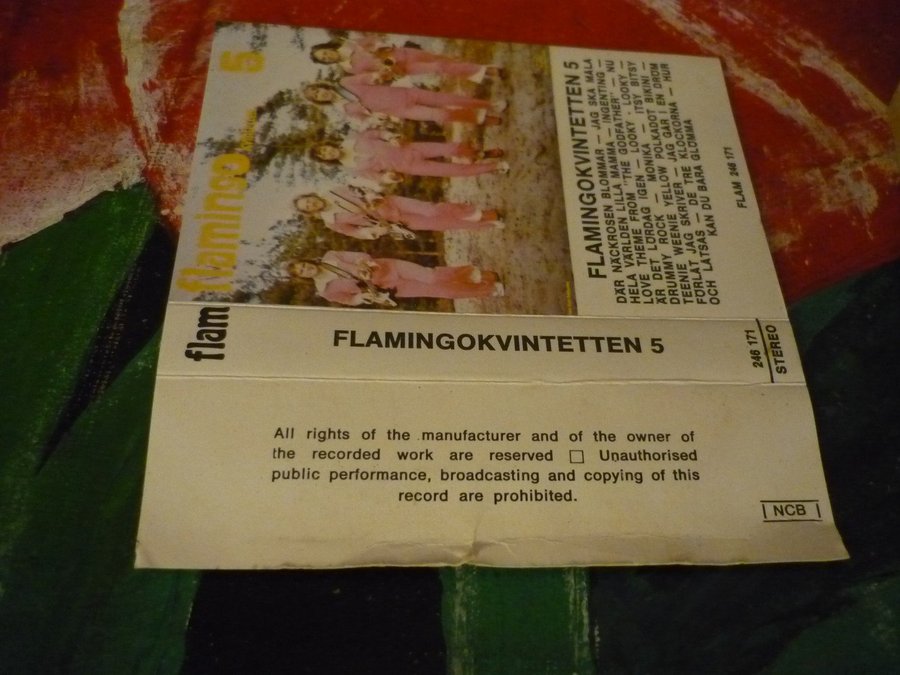 flamingo 5
Kvintetten
FLAMINGOKVINTETTEN 5
DÄR NÄCKROSEN BLOMMAR — JAG SKA MÅLA
HELA VÄRLDEN LILLA MAMMA — INGENTING —
LOVE THEME FROM "THE GODFATHER" — NU
ÄR DET LÖRDAG IGEN — LOOKY LOOKY —
DRUMMY ROCK — MONIKA — ITSY BITSY
TEENIE WEENIE YELLOW POLKADOT BIKINI —
FÖRLÅT JAG SKRIVER — JAG GÅR I EN DRÖM
OCH LÅTSAS — DE TRE KLOCKORNA — HUR
KAN DU BARA GLÖMMA
FLAM 246 171
flam
FLAMINGOKVINTETTEN 5
246 171
STEREO
All rights of the manufacturer and of the owner of
the recorded work are reserved □ Unauthorised
public performance, broadcasting and copying of this
record are prohibited.
NCB